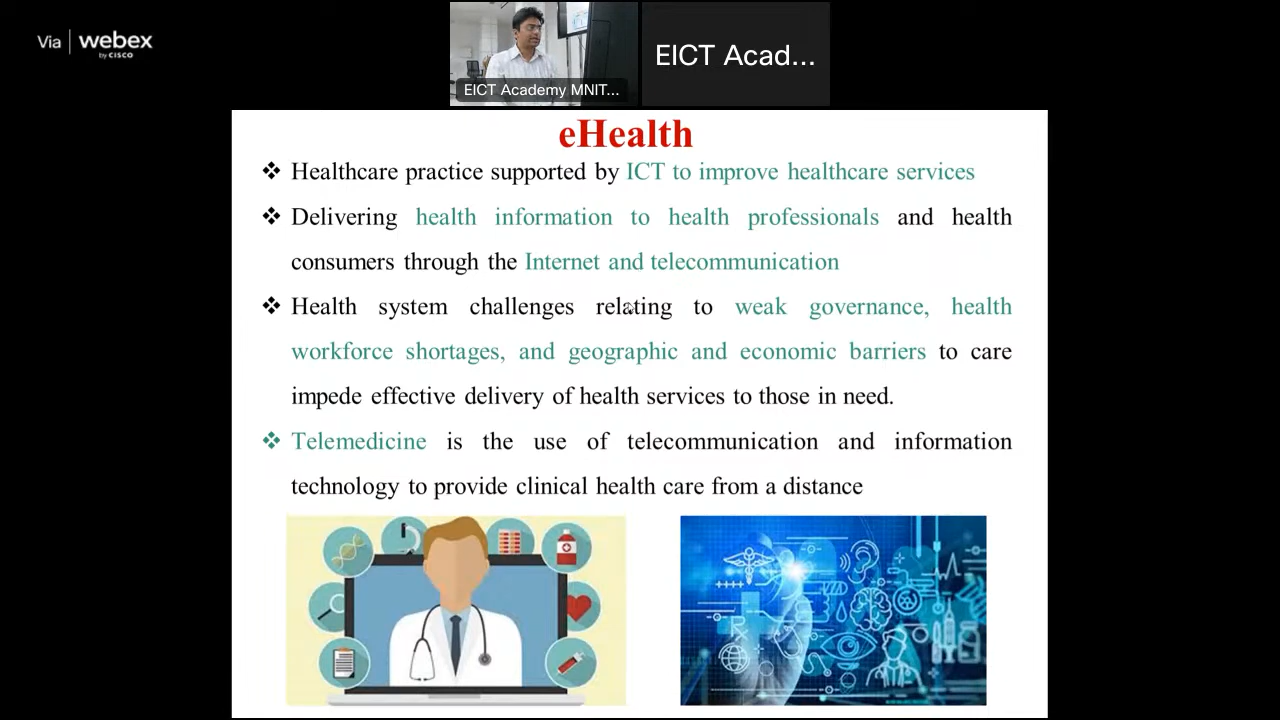 Via webex
by CISCO
EICT Academy MNIT...
EICT Acad...
eHealth
❖ Healthcare practice supported by ICT to improve healthcare services
❖ Delivering health information to health professionals and health
consumers through the Internet and telecommunication
❖ Health system challenges relating to weak governance, health
workforce shortages, and geographic and economic barriers to care
impede effective delivery of health services to those in need.
❖ Telemedicine is the use of telecommunication and information
technology to provide clinical health care from a distance